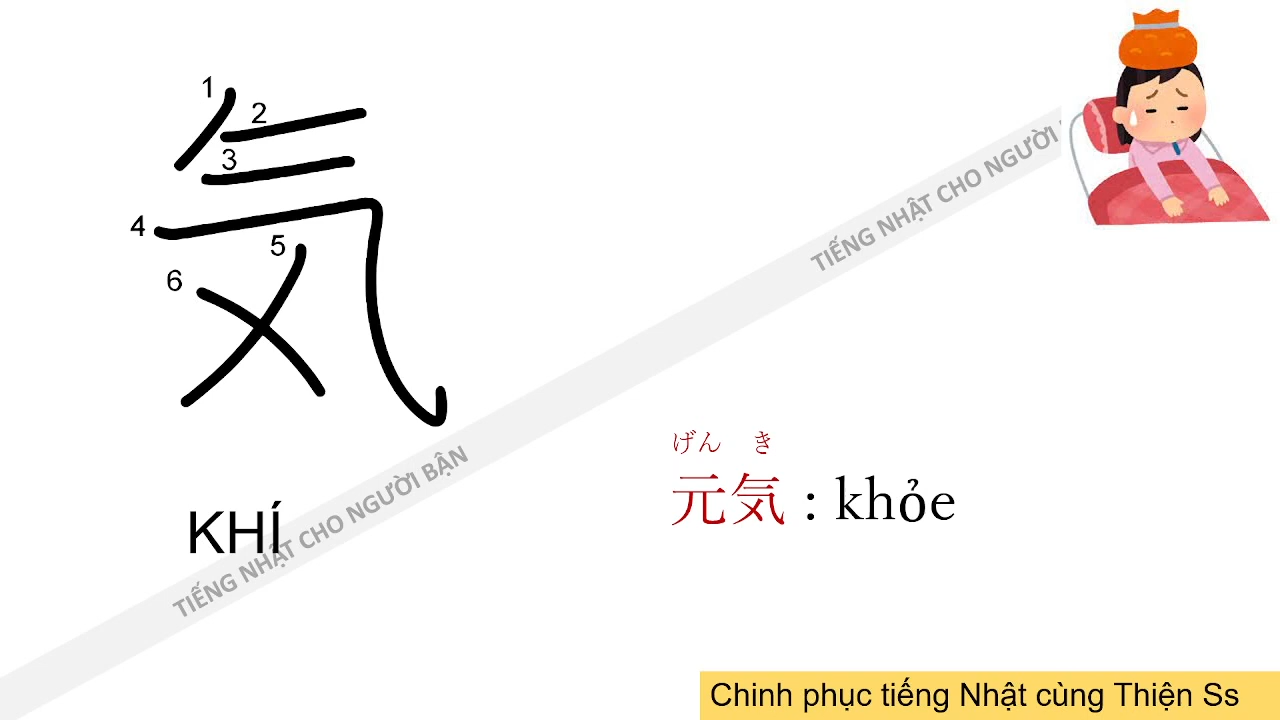 1
2
3
4
5
6
気
KHÍ
げん き
元気 : khỏe
TIẾNG NHẬT CHO NGƯỜI BẬN
TIẾNG NHẬT CHO NGƯỜI
Chinh phục tiếng Nhật cùng Thiện Ss